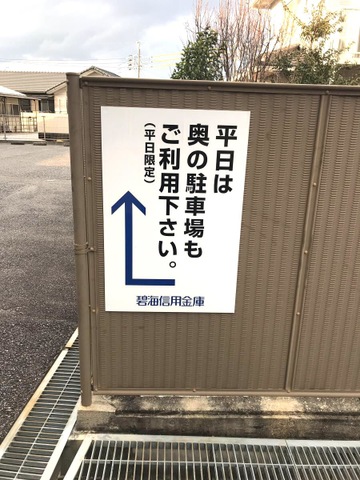 平日は
奥の駐車場も
ご利用下さい。
(平日限定)
碧海信用金庫